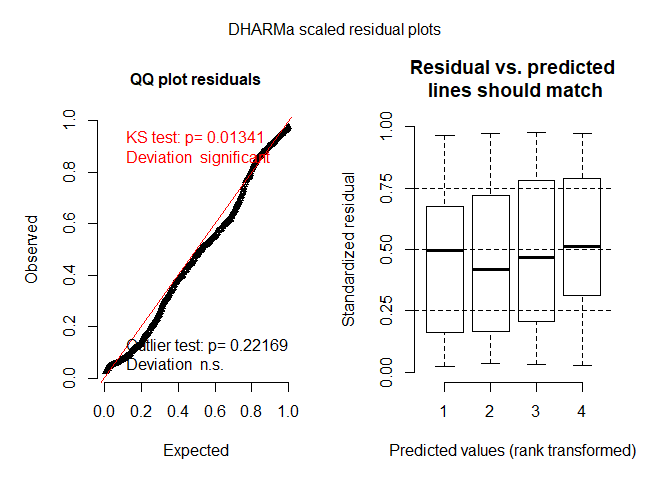 DHARMa scaled residual plots
QQ plot residuals
KS test: p= 0.01341
Deviation significant
Outlier test: p= 0.22169
Deviation n.s.
Observed
0.0 0.2 0.4 0.6 0.8 1.0
0.0 0.2 0.4 0.6 0.8 1.0
Expected
Residual vs. predicted
lines should match
Standardized residual
0.00 0.25 0.50 0.75 1.00
1 2 3 4
Predicted values (rank transformed)